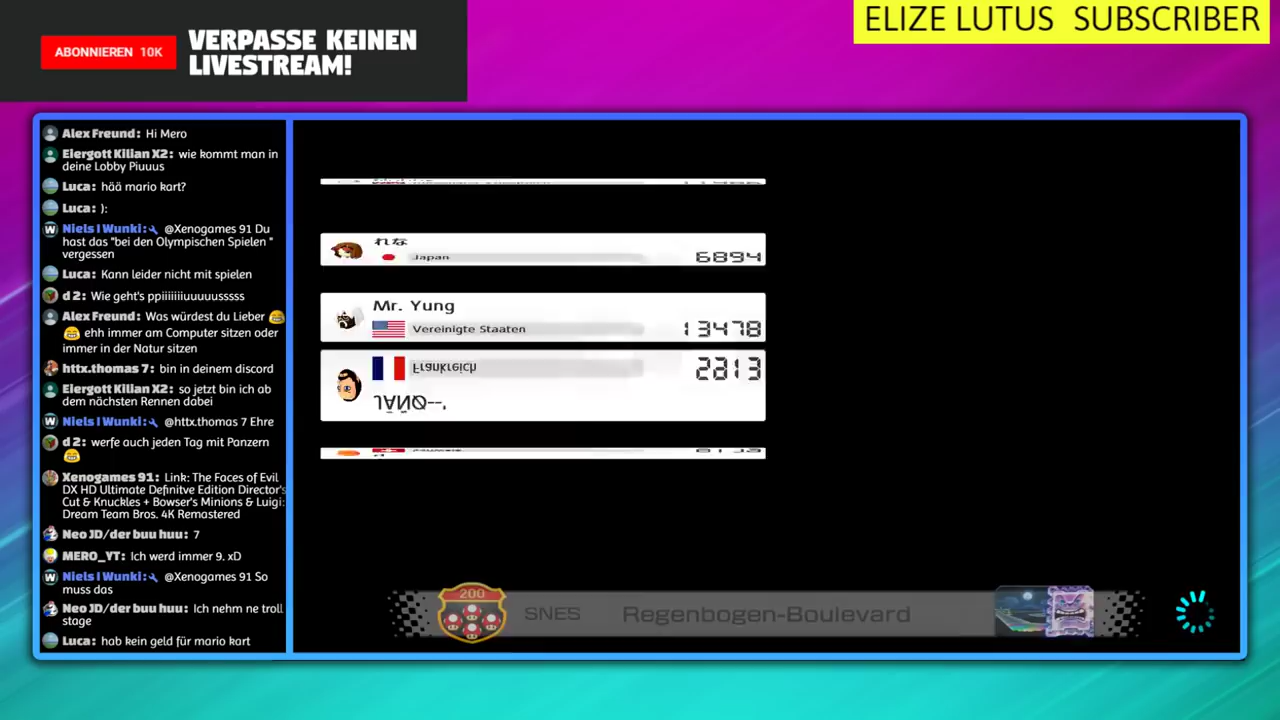 ABONNIEREN 10K
VERPASSE KEINEN
LIVESTREAM!
ELIZE LUTUS SUBSCRIBER
Alex Freund: Hi Mero
Eiergott Kilian X2: wie kommt man in
deine Lobby Piuuus
Luca: hää mario kart?
Luca: ):
Niels | Wunki: @Xenogames 91 Du
hast das "bei den Olympischen Spielen "
vergessen
Luca: Kann leider nicht mit spielen
d 2: Wie geht's ppiiiiiiuuuuusssss
Alex Freund: Was würdest du Lieber 😂
😂 ehh immer am Computer sitzen oder
immer in der Natur sitzen
httx.thomas 7: bin in deinem discord
Eiergott Kilian X2: so jetzt bin ich ab
dem nächsten Rennen dabei
Niels | Wunki: @httx.thomas 7 Ehre
d 2: werfe auch jeden Tag mit Panzern
😂
Xenogames 91: Link: The Faces of Evil
DX HD Ultimate Definitve Edition Director's
Cut & Knuckles + Bowser's Minions & Luigi:
Dream Team Bros. 4K Remastered
Neo JD/der buu huu: 7
MERO_YT: Ich werd immer 9. xD
Niels | Wunki: @Xenogames 91 So
muss das
Neo JD/der buu huu: Ich nehm ne troll
stage
Luca: hab kein geld für mario kart
れな
Japan 6894
Mr. Yung
Vereinigte Staaten 13478
Frankreich
200 SNES Regenbogen-Boulevard